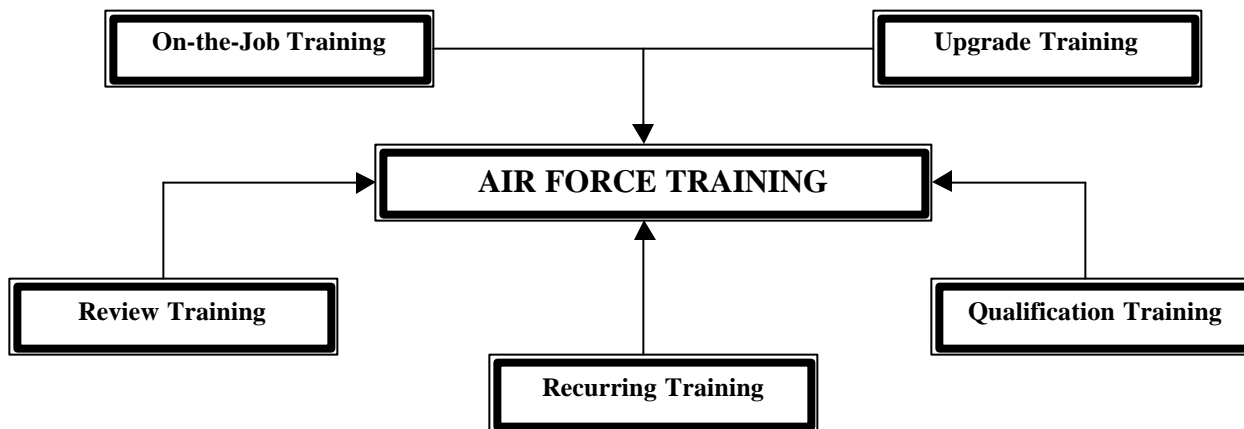 On-the-Job Training
Upgrade Training
AIR FORCE TRAINING
Review Training
Qualification Training
Recurring Training